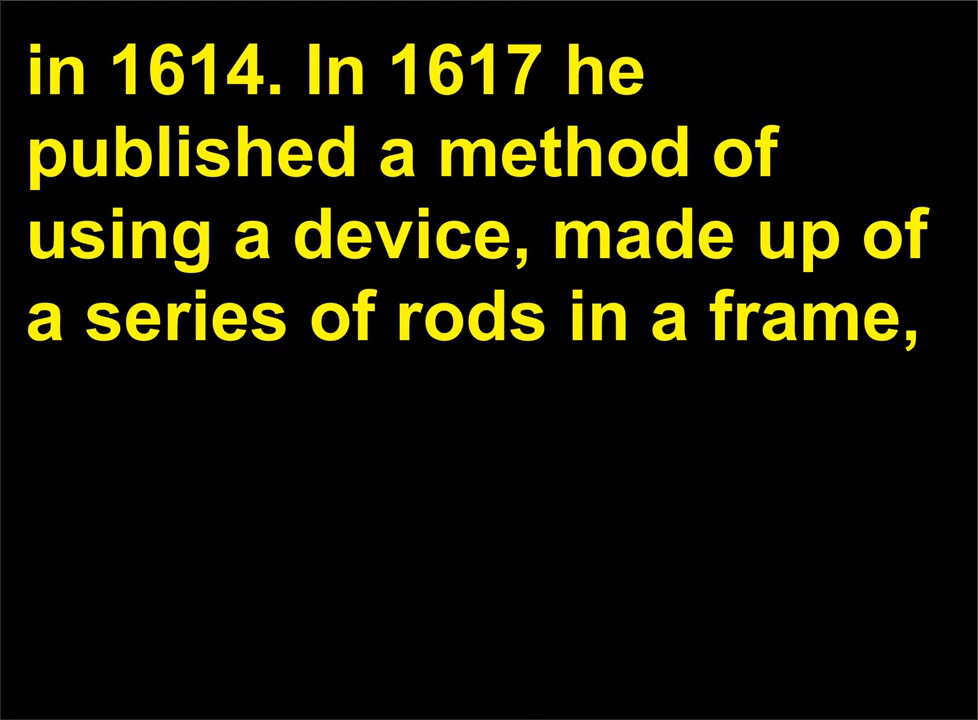 in 1614. In 1617 he
published a method of
using a device, made up of
a series of rods in a frame,